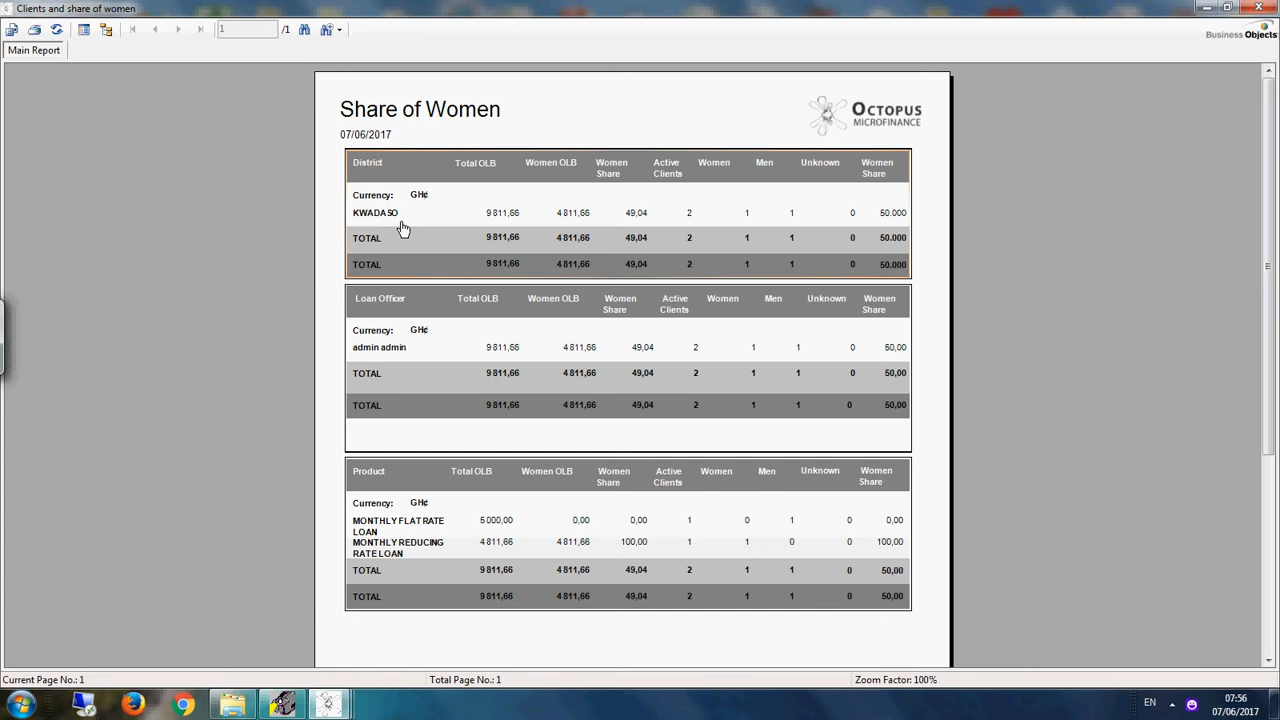 Clients and share of women
1 /1
Business Objects
Main Report
Share of Women
OCTOPUS
MICROFINANCE
07/06/2017
District Total OLB Women OLB Women Share Active Clients Women Men Unknown Women Share
Currency: GH¢
KWADASO 9 811,66 4 811,66 49,04 2 1 1 0 50.000
TOTAL 9 811,66 4 811,66 49,04 2 1 1 0 50.000
TOTAL 9 811,66 4 811,66 49,04 2 1 1 0 50.000
Loan Officer Total OLB Women OLB Women Share Active Clients Women Men Unknown Women Share
Currency: GH¢
admin admin 9 811,66 4 811,66 49,04 2 1 1 0 50,00
TOTAL 9 811,66 4 811,66 49,04 2 1 1 0 50,00
TOTAL 9 811,66 4 811,66 49,04 2 1 1 0 50,00
Product Total OLB Women OLB Women Share Active Clients Women Men Unknown Women Share
Currency: GH¢
MONTHLY FLAT RATE LOAN 5 000,00 0,00 0,00 1 0 1 0 0,00
MONTHLY REDUCING RATE LOAN 4 811,66 4 811,66 100,00 1 1 0 0 100,00
TOTAL 9 811,66 4 811,66 49,04 2 1 1 0 50,00
TOTAL 9 811,66 4 811,66 49,04 2 1 1 0 50,00
Current Page No.: 1 Total Page No.: 1 Zoom Factor: 100%
EN 07:56
07/06/2017